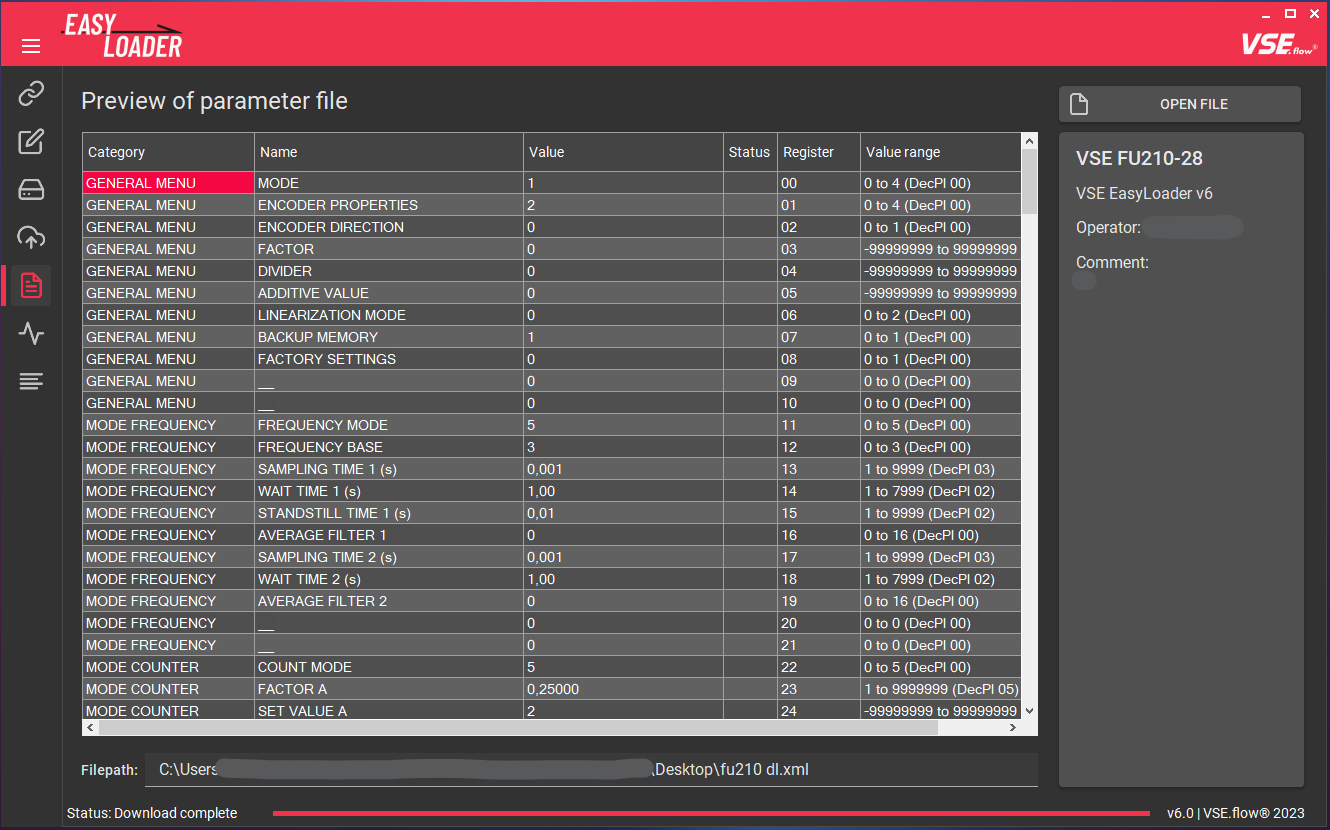 EASY
LOADER
VSE.flow®
Preview of parameter file
OPEN FILE
Category Name Value Status Register Value range
GENERAL MENU MODE 1 00 0 to 4 (DecPl 00)
GENERAL MENU ENCODER PROPERTIES 2 01 0 to 4 (DecPl 00)
GENERAL MENU ENCODER DIRECTION 0 02 0 to 1 (DecPl 00)
GENERAL MENU FACTOR 0 03 -99999999 to 99999999
GENERAL MENU DIVIDER 0 04 -99999999 to 99999999
GENERAL MENU ADDITIVE VALUE 0 05 -99999999 to 99999999
GENERAL MENU LINEARIZATION MODE 0 06 0 to 2 (DecPl 00)
GENERAL MENU BACKUP MEMORY 1 07 0 to 1 (DecPl 00)
GENERAL MENU FACTORY SETTINGS 0 08 0 to 1 (DecPl 00)
GENERAL MENU __ 0 09 0 to 0 (DecPl 00)
GENERAL MENU __ 0 10 0 to 0 (DecPl 00)
MODE FREQUENCY FREQUENCY MODE 5 11 0 to 5 (DecPl 00)
MODE FREQUENCY FREQUENCY BASE 3 12 0 to 3 (DecPl 00)
MODE FREQUENCY SAMPLING TIME 1 (s) 0,001 13 1 to 9999 (DecPl 03)
MODE FREQUENCY WAIT TIME 1 (s) 1,00 14 1 to 7999 (DecPl 02)
MODE FREQUENCY STANDSTILL TIME 1 (s) 0,01 15 1 to 9999 (DecPl 02)
MODE FREQUENCY AVERAGE FILTER 1 0 16 0 to 16 (DecPl 00)
MODE FREQUENCY SAMPLING TIME 2 (s) 0,001 17 1 to 9999 (DecPl 03)
MODE FREQUENCY WAIT TIME 2 (s) 1,00 18 1 to 7999 (DecPl 02)
MODE FREQUENCY AVERAGE FILTER 2 0 19 0 to 16 (DecPl 00)
MODE FREQUENCY __ 0 20 0 to 0 (DecPl 00)
MODE FREQUENCY __ 0 21 0 to 0 (DecPl 00)
MODE COUNTER COUNT MODE 5 22 0 to 5 (DecPl 00)
MODE COUNTER FACTOR A 0,25000 23 1 to 9999999 (DecPl 05)
MODE COUNTER SET VALUE A 2 24 -99999999 to 99999999
VSE FU210-28
VSE EasyLoader v6
Operator:
Comment:
Filepath: C:\Users \Desktop\fu210 dl.xml
Status: Download complete
v6.0 | VSE.flow® 2023